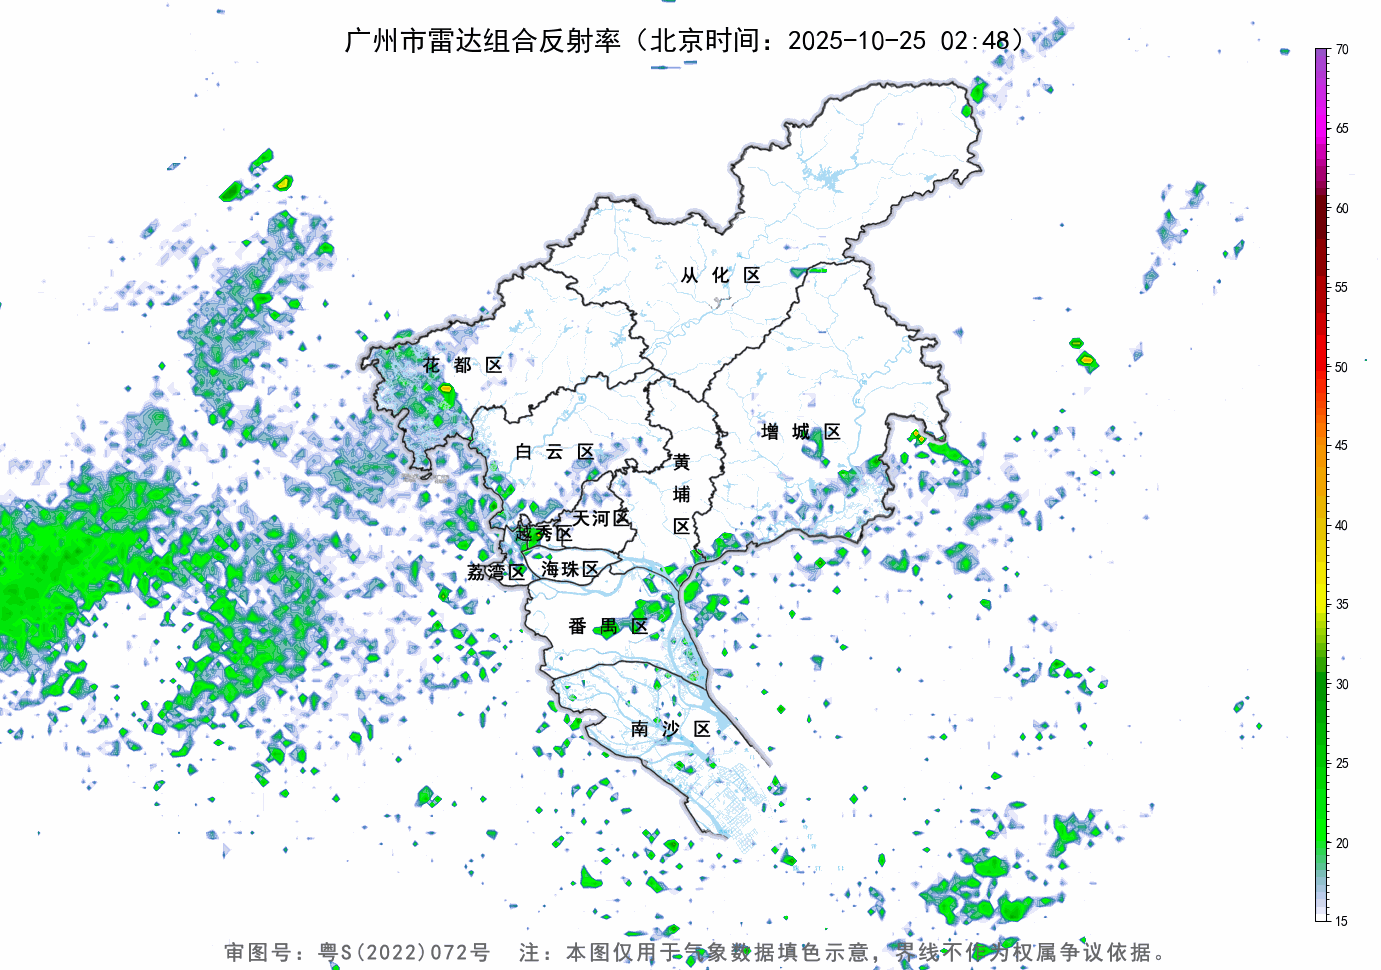 广州市雷达组合反射率（北京时间：2025-10-25 02:48）
70
65
60
55
50
45
40
35
30
25
20
15
从化区
花都区
增城区
白云区
黄埔区
天河区
越秀区
荔湾区
海珠区
番禺区
南沙区
审图号：粤S(2022)072号 注：本图仅用于气象数据填色示意，界线不作为权属争议依据。